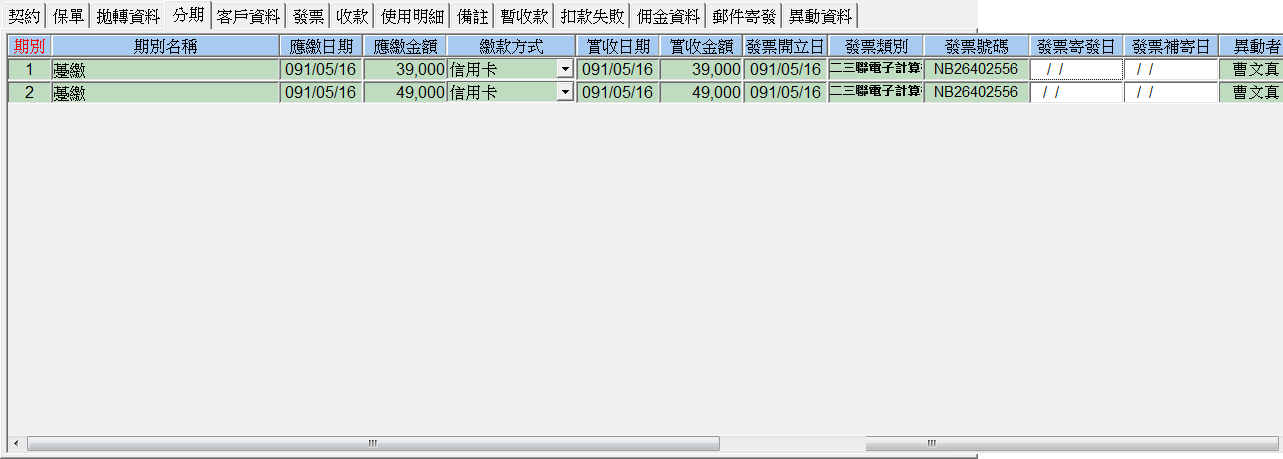 契約 保單 拋轉資料 分期 客戶資料 發票 收款 使用明細 備註 暫收款 扣款失敗 佣金資料 郵件寄發 異動資料
期別 期別名稱 應繳日期 應繳金額 繳款方式 實收日期 實收金額 發票開立日 發票類別 發票號碼 發票寄發日 發票補寄日 異動者
1 躉繳 091/05/16 39,000 信用卡 091/05/16 39,000 091/05/16 二三聯電子計算 NB26402556 / / / / 曹文真
2 躉繳 091/05/16 49,000 信用卡 091/05/16 49,000 091/05/16 二三聯電子計算 NB26402556 / / / / 曹文真